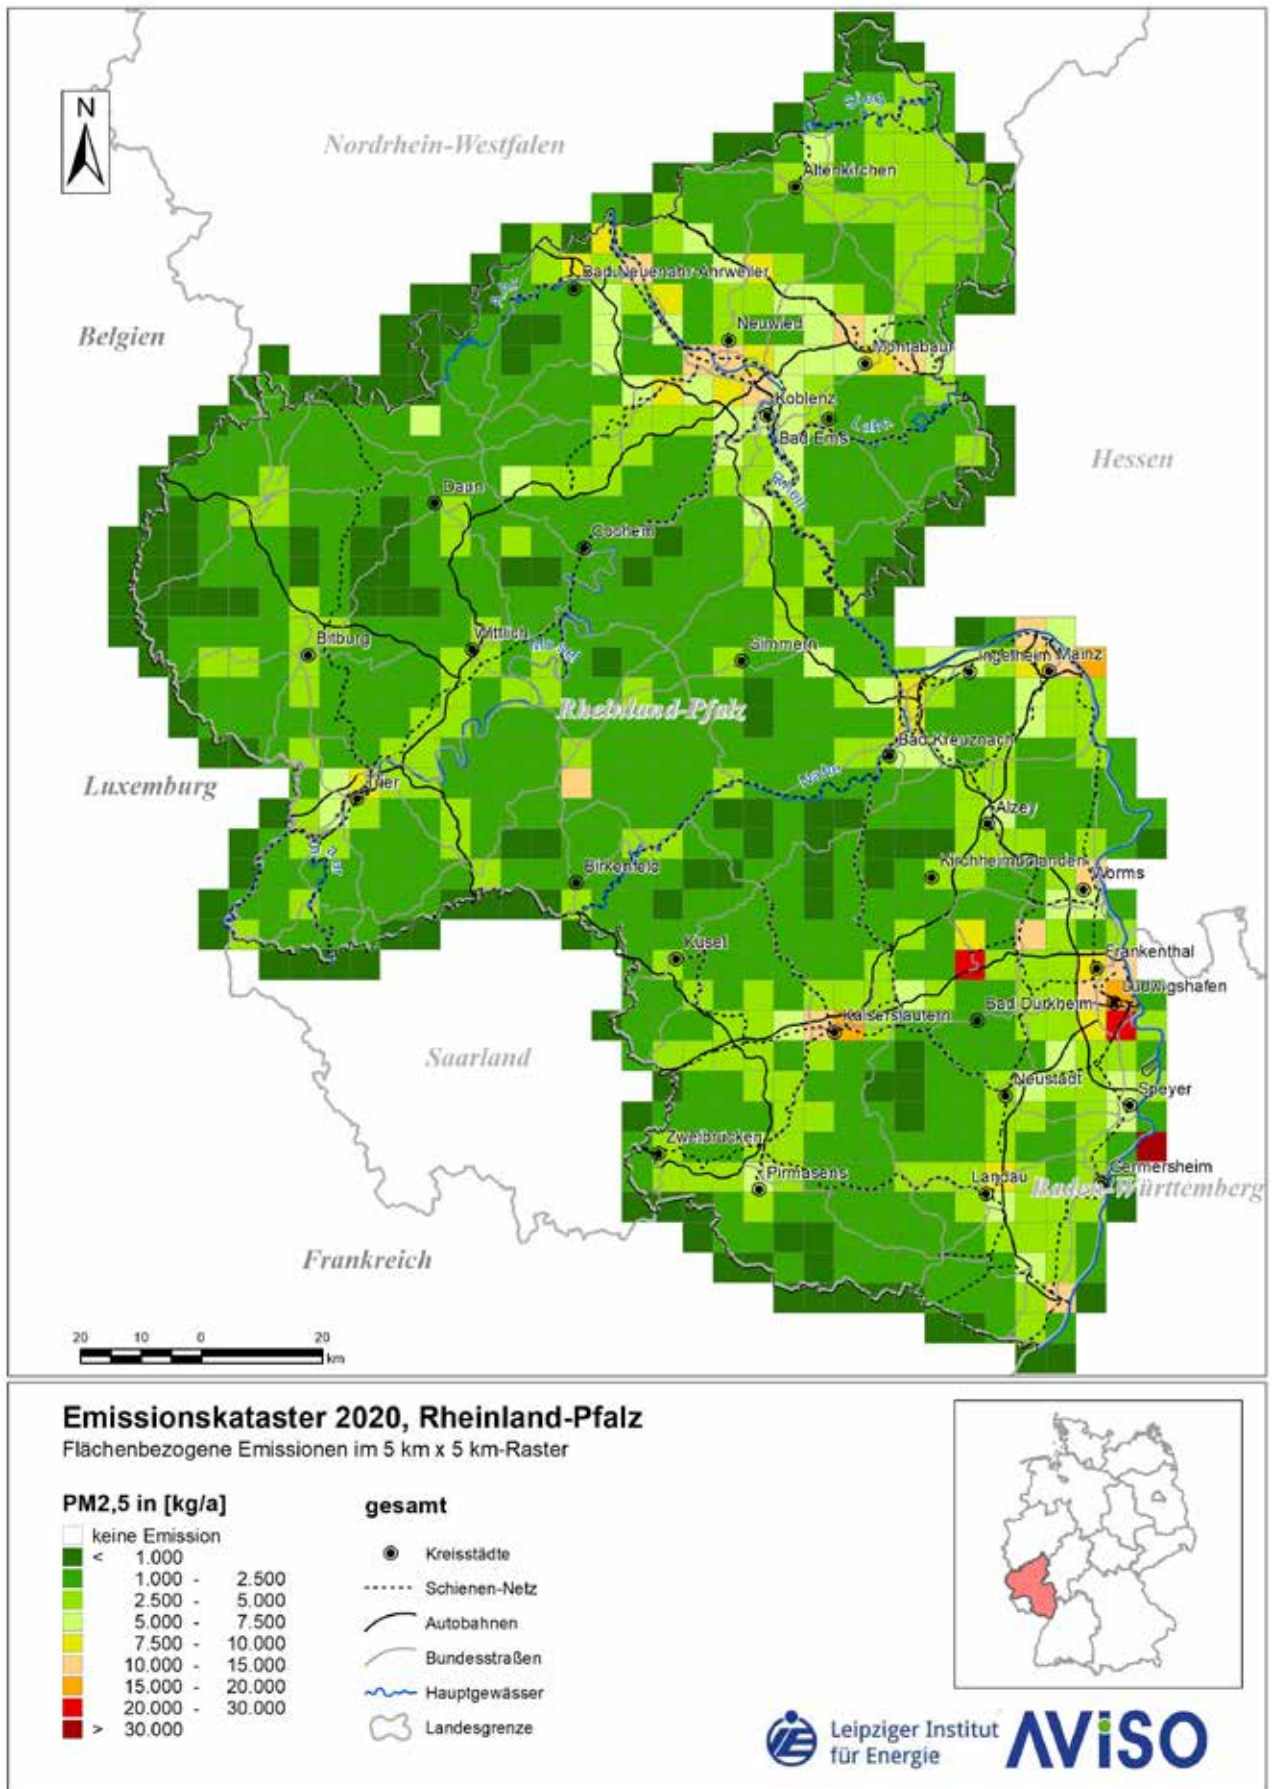 N
Nordrhein-Westfalen
Sieg
Altenkirchen
Bad Neuenahr-Ahrweiler
Ahr
Belgien
Neuwied
Montabaur
Koblenz
Bad Ems
Lahn
Hessen
Rhein
Daun
Cochem
Bitburg
Wittlich
Mosel
Simmern
Ingelheim
Mainz
Rheinland-Pfalz
Bad Kreuznach
Luxemburg
Trier
Nahe
Alzey
Saar
Birkenfeld
Kirchheimbolanden
Worms
Kusel
Frankenthal
Ludwigshafen
Kaiserslautern
Bad Dürkheim
Saarland
Neustadt
Speyer
Zweibrücken
Pirmasens
Landau
Germersheim
Baden-Württemberg
Frankreich
20 10 0 20
km
Emissionskataster 2020, Rheinland-Pfalz
Flächenbezogene Emissionen im 5 km x 5 km-Raster
PM2,5 in [kg/a]
keine Emission
< 1.000
1.000 - 2.500
2.500 - 5.000
5.000 - 7.500
7.500 - 10.000
10.000 - 15.000
15.000 - 20.000
20.000 - 30.000
> 30.000
gesamt
Kreisstädte
Schienen-Netz
Autobahnen
Bundesstraßen
Hauptgewässer
Landesgrenze
Leipziger Institut
für Energie
AViSO